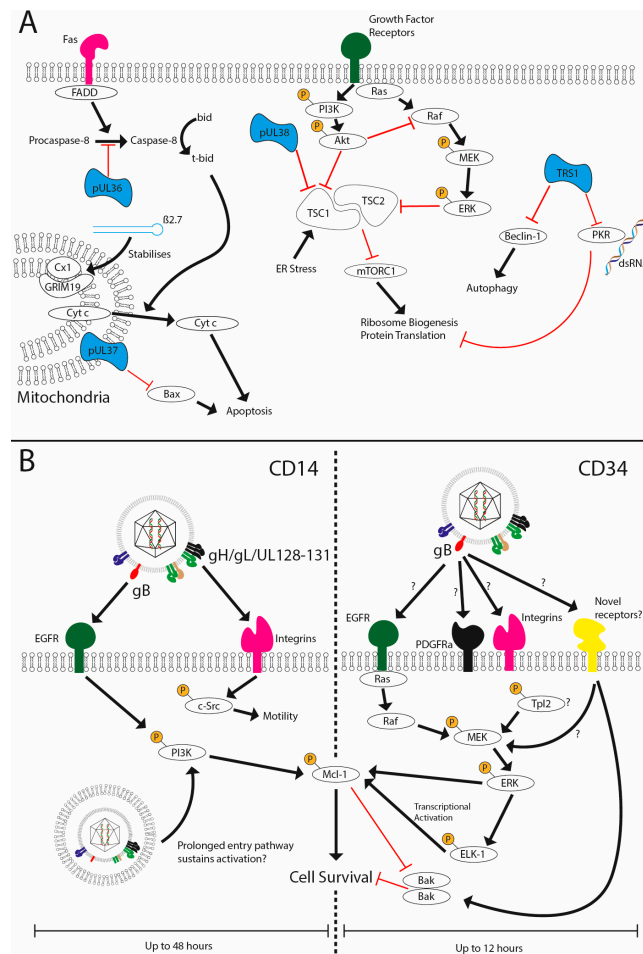 A
Fas
Growth Factor
Receptors
FADD
Ras
P
PI3K
Raf
P
Akt
P
bid
Procaspase-8
Caspase-8
pUL36
t-bid
pUL38
P
MEK
TRS1
TSC1
TSC2
P
ERK
ß2.7
Stabilises
Beclin-1
PKR
dsRN
Cx1
GRIM19
ER Stress
mTORC1
Autophagy
Cyt c
Cyt c
Ribosome Biogenesis
Protein Translation
pUL37
Mitochondria
Bax
Apoptosis
B
CD14
CD34
gH/gL/UL128-131
gB
gB
?
?
?
?
EGFR
Integrins
EGFR
PDGFRa
Integrins
Novel
receptors?
Ras
P
c-Src
Motility
P
Tpl2
?
Raf
P
MEK
?
P
PI3K
P
Mcl-1
P
ERK
Transcriptional
Activation
Prolonged entry pathway
sustains activation?
P
ELK-1
Cell Survival
Bak
Bak
Up to 48 hours
Up to 12 hours